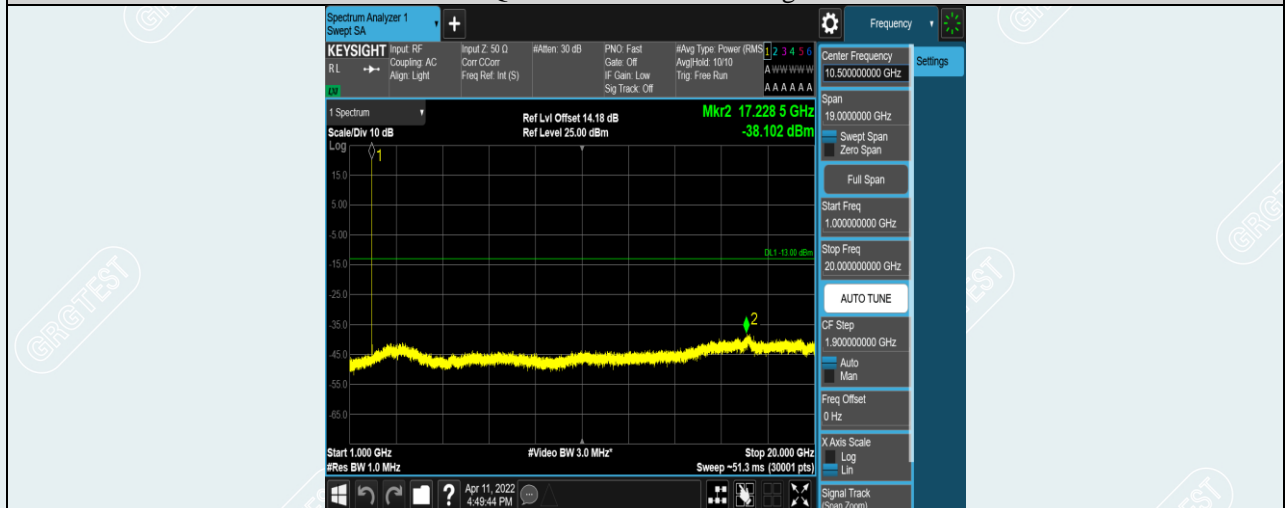 Spectrum Analyzer 1
Swept SA
+
Frequency
KEYSIGHT
RL
LXI
Input: RF
Coupling: AC
Align: Light
Input Z: 50 Ω
Corr CCorr
Freq Ref: Int (S)
#Atten: 30 dB
PNO: Fast
Gate: Off
IF Gain: Low
Sig Track: Off
#Avg Type: Power (RMS
Avg|Hold: 10/10
Trig: Free Run
1 2 3 4 5 6
A W W W W W
A A A A A A
Center Frequency
10.500000000 GHz
Settings
1 Spectrum
Scale/Div 10 dB
Log
Ref Lvl Offset 14.18 dB
Ref Level 25.00 dBm
Mkr2 17.228 5 GHz
-38.102 dBm
Span
19.0000000 GHz
Swept Span
Zero Span
Full Span
Start Freq
1.000000000 GHz
Stop Freq
20.000000000 GHz
AUTO TUNE
CF Step
1.900000000 GHz
Auto
Man
Freq Offset
0 Hz
X Axis Scale
Log
Lin
Signal Track
(Span Zoom)
1
15.0
5.00
-5.00
DL1 -13.00 dBm
-15.0
-25.0
-35.0
2
-45.0
-55.0
-65.0
Start 1.000 GHz
#Res BW 1.0 MHz
#Video BW 3.0 MHz*
Stop 20.000 GHz
Sweep ~51.3 ms (30001 pts)
?
Apr 11, 2022
4:49:44 PM
GRGTEST
GRGTEST